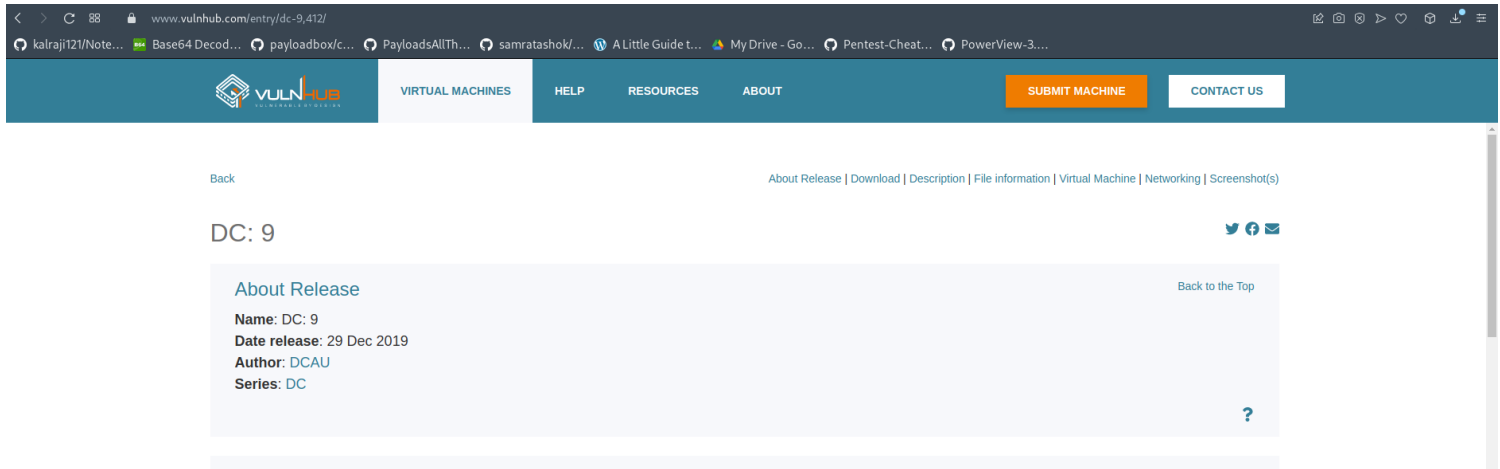 www.vulnhub.com/entry/dc-9,412/
kalraji121/Note... Base64 Decod... payloadbox/c... PayloadsAllTh... samratashok/... A Little Guide t... My Drive - Go... Pentest-Cheat... PowerView-3....
VULNHUB VIRTUAL MACHINES HELP RESOURCES ABOUT SUBMIT MACHINE CONTACT US
VULNERABLE BY DESIGN
Back About Release | Download | Description | File information | Virtual Machine | Networking | Screenshot(s)
DC: 9
About Release Back to the Top
Name: DC: 9
Date release: 29 Dec 2019
Author: DCAU
Series: DC
?